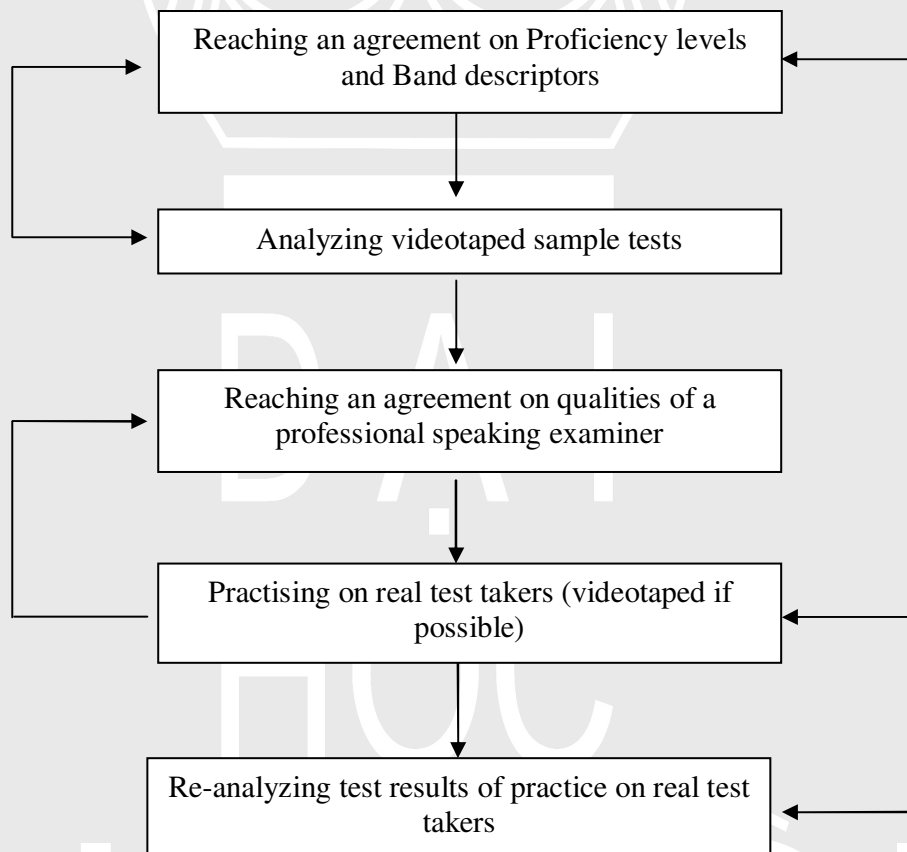 Reaching an agreement on Proficiency levels
and Band descriptors
Analyzing videotaped sample tests
D A I
Reaching an agreement on qualities of a
professional speaking examiner
Practising on real test takers (videotaped if
possible)
HOC
Re-analyzing test results of practice on real test
takers